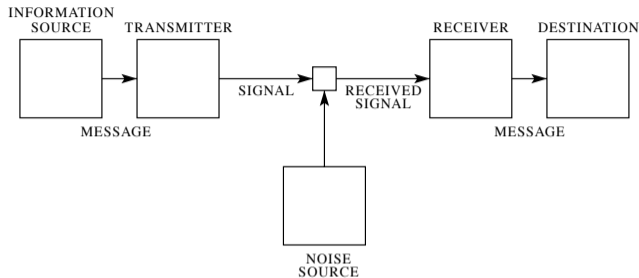 INFORMATION
SOURCE
TRANSMITTER
RECEIVER
DESTINATION
SIGNAL
RECEIVED
SIGNAL
MESSAGE
MESSAGE
NOISE
SOURCE